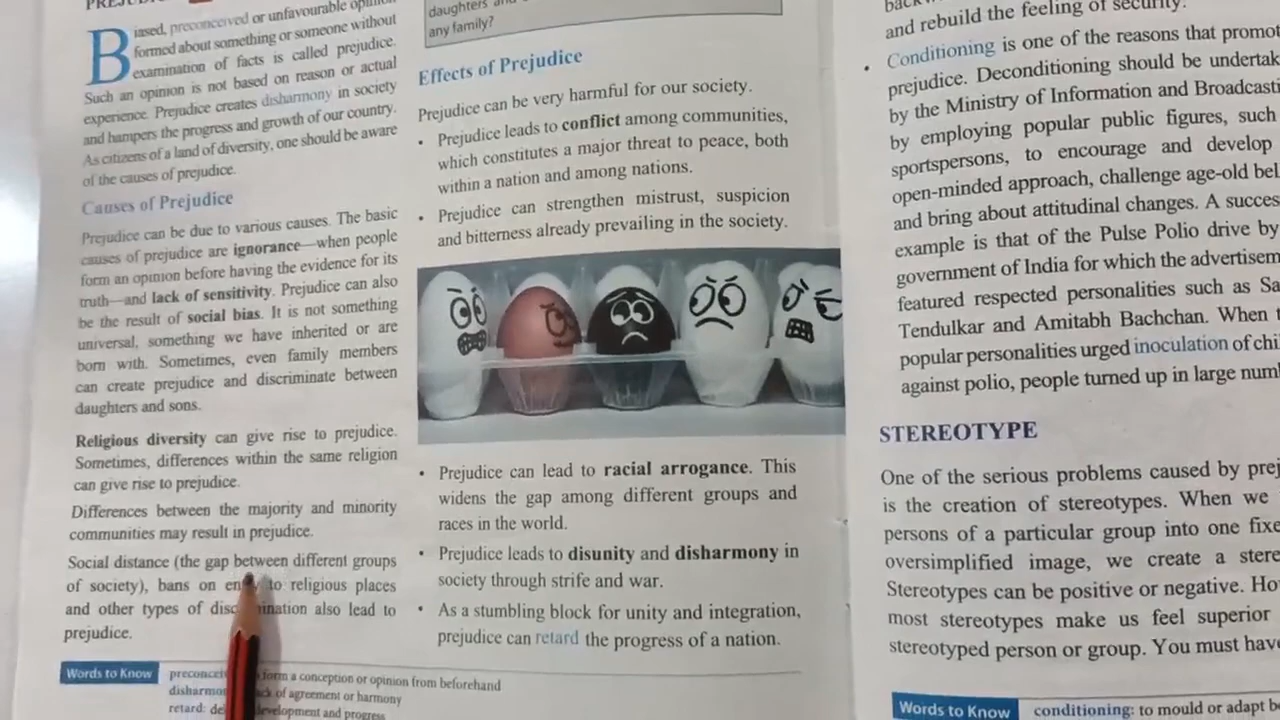 Biased, preconceived or unfavourable
formed about something or someone without
examination of facts is called prejudice.
Such an opinion is not based on reason or actual
experience. Prejudice creates disharmony in society
and hampers the progress and growth of our country.
As citizens of a land of diversity, one should be aware
of the causes of prejudice.
Causes of Prejudice
Prejudice can be due to various causes. The basic
causes of prejudice are ignorance—when people
form an opinion before having the evidence for its
truth—and lack of sensitivity. Prejudice can also
be the result of social bias. It is not something
universal, something we have inherited or are
born with. Sometimes, even family members
can create prejudice and discriminate between
daughters and sons.
Religious diversity can give rise to prejudice.
Sometimes, differences within the same religion
can give rise to prejudice.
Differences between the majority and minority
communities may result in prejudice.
Social distance (the gap between different groups
of society), bans on to religious places
and other types of also lead to
prejudice.
Words to Know
form a conception or opinion from beforehand
of agreement or harmony
retard: development and progress
daughters and
any family?
Effects of Prejudice
Prejudice can be very harmful for our society.
• Prejudice leads to conflict among communities,
which constitutes a major threat to peace, both
within a nation and among nations.
• Prejudice can strengthen mistrust, suspicion
and bitterness already prevailing in the society.
• Prejudice can lead to racial arrogance. This
widens the gap among different groups and
races in the world.
• Prejudice leads to disunity and disharmony in
society through strife and war.
• As a stumbling block for unity and integration,
prejudice can retard the progress of a nation.
and rebuild the feeling of security.
• Conditioning is one of the reasons that
prejudice. Deconditioning should be
by the Ministry of Information and
by employing popular public figures, such
sportspersons, to encourage and develop
open-minded approach, challenge age-old
and bring about attitudinal changes. A
example is that of the Pulse Polio drive by
government of India for which the
featured respected personalities such as
Tendulkar and Amitabh Bachchan. When
popular personalities urged inoculation of
against polio, people turned up in large
STEREOTYPE
One of the serious problems caused by
is the creation of stereotypes. When we
persons of a particular group into one
oversimplified image, we create a
Stereotypes can be positive or negative.
most stereotypes make us feel superior
stereotyped person or group. You must
Words to Know
conditioning: to mould or adapt